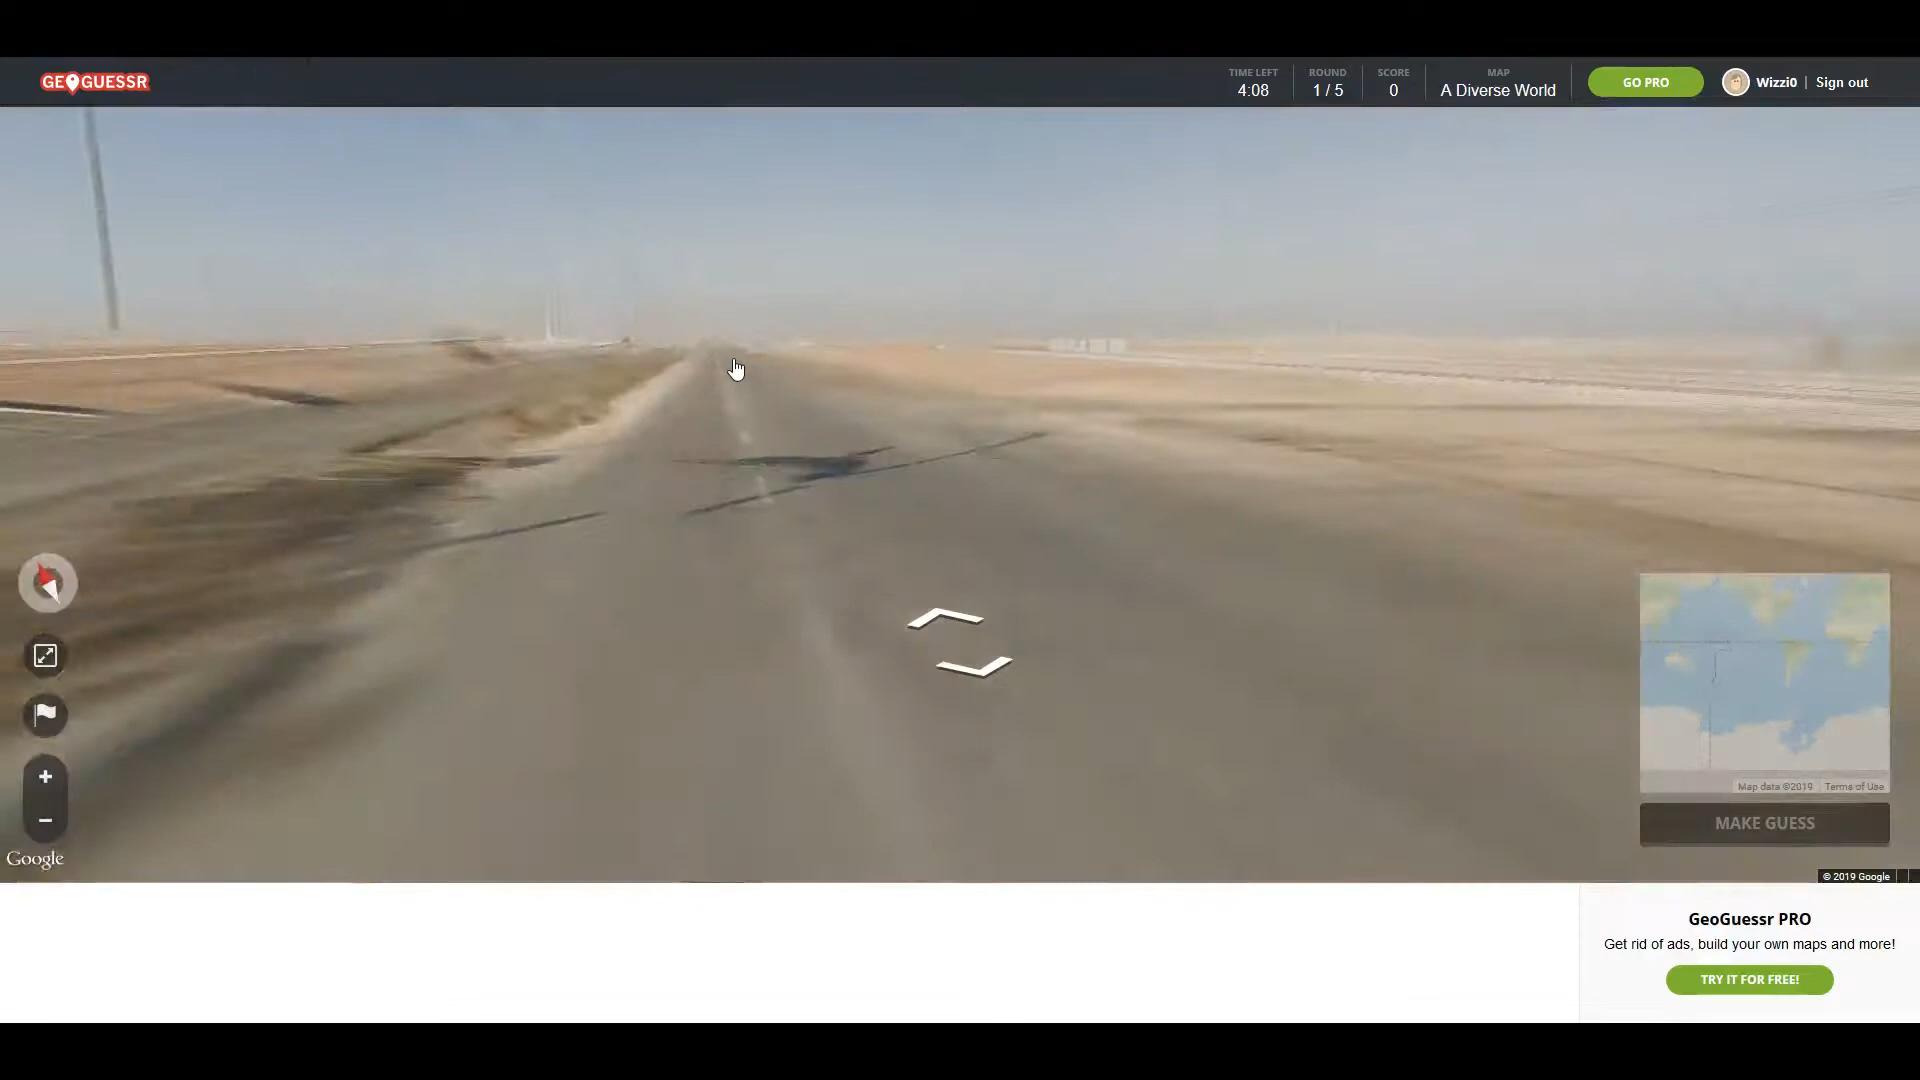 GEOGUESSR
TIME LEFT
4:08
ROUND
1 / 5
SCORE
0
MAP
A Diverse World
GO PRO
Wizzi0 | Sign out
Map data ©2019 Terms of Use
MAKE GUESS
Google
© 2019 Google
GeoGuessr PRO
Get rid of ads, build your own maps and more!
TRY IT FOR FREE!